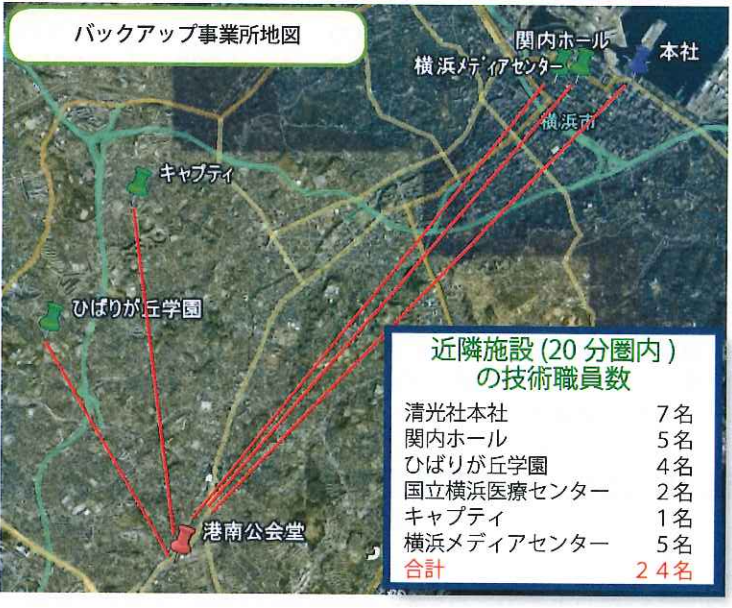 バックアップ事業所地図
関内ホール
本社
横浜メディアセンター
横浜市
キャプティ
ひばりが丘学園
港南公会堂
近隣施設(20分圏内)
の技術職員数
清光社本社 7名
関内ホール 5名
ひばりが丘学園 4名
国立横浜医療センター 2名
キャプティ 1名
横浜メディアセンター 5名
合計 24名